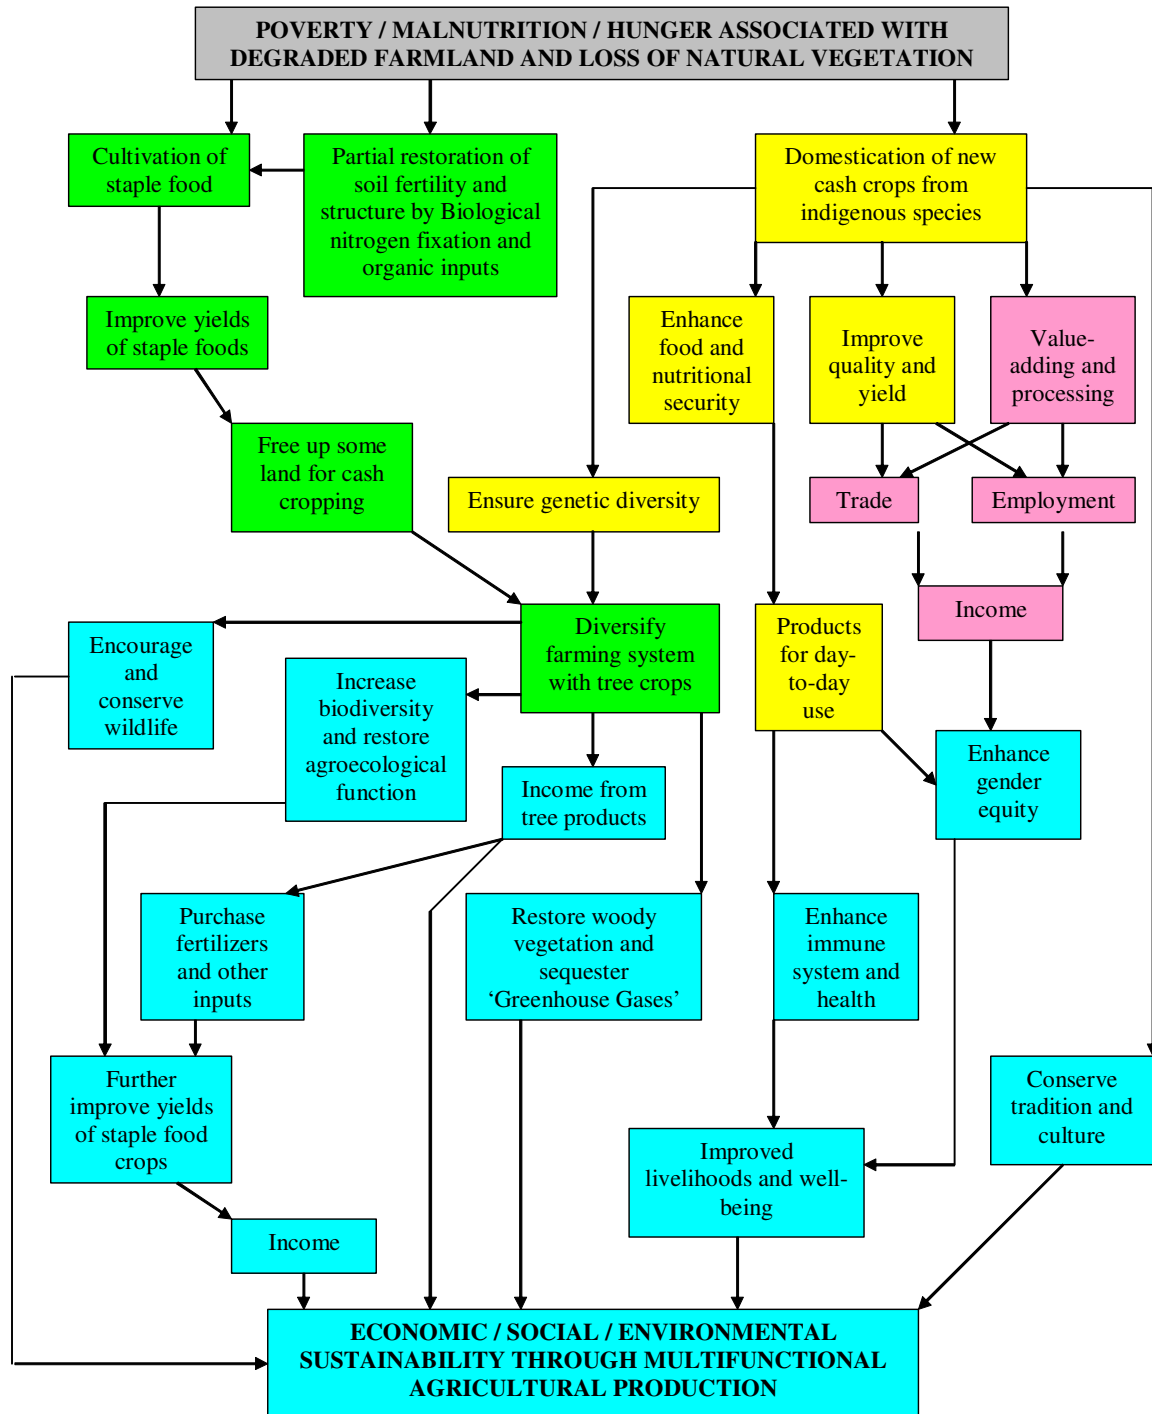 POVERTY / MALNUTRITION / HUNGER ASSOCIATED WITH
DEGRADED FARMLAND AND LOSS OF NATURAL VEGETATION
Cultivation of
staple food
Partial restoration of
soil fertility and
structure by Biological
nitrogen fixation and
organic inputs
Domestication of new
cash crops from
indigenous species
Improve yields
of staple foods
Enhance
food and
nutritional
security
Improve
quality and
yield
Value-
adding and
processing
Free up some
land for cash
cropping
Ensure genetic diversity
Trade
Employment
Income
Diversify
farming system
with tree crops
Products
for day-
to-day
use
Encourage
and
conserve
wildlife
Increase
biodiversity
and restore
agroecological
function
Income from
tree products
Enhance
gender
equity
Purchase
fertilizers
and other
inputs
Restore woody
vegetation and
sequester
‘Greenhouse Gases’
Enhance
immune
system and
health
Further
improve yields
of staple food
crops
Conserve
tradition and
culture
Improved
livelihoods and well-
being
Income
ECONOMIC / SOCIAL / ENVIRONMENTAL
SUSTAINABILITY THROUGH MULTIFUNCTIONAL
AGRICULTURAL PRODUCTION